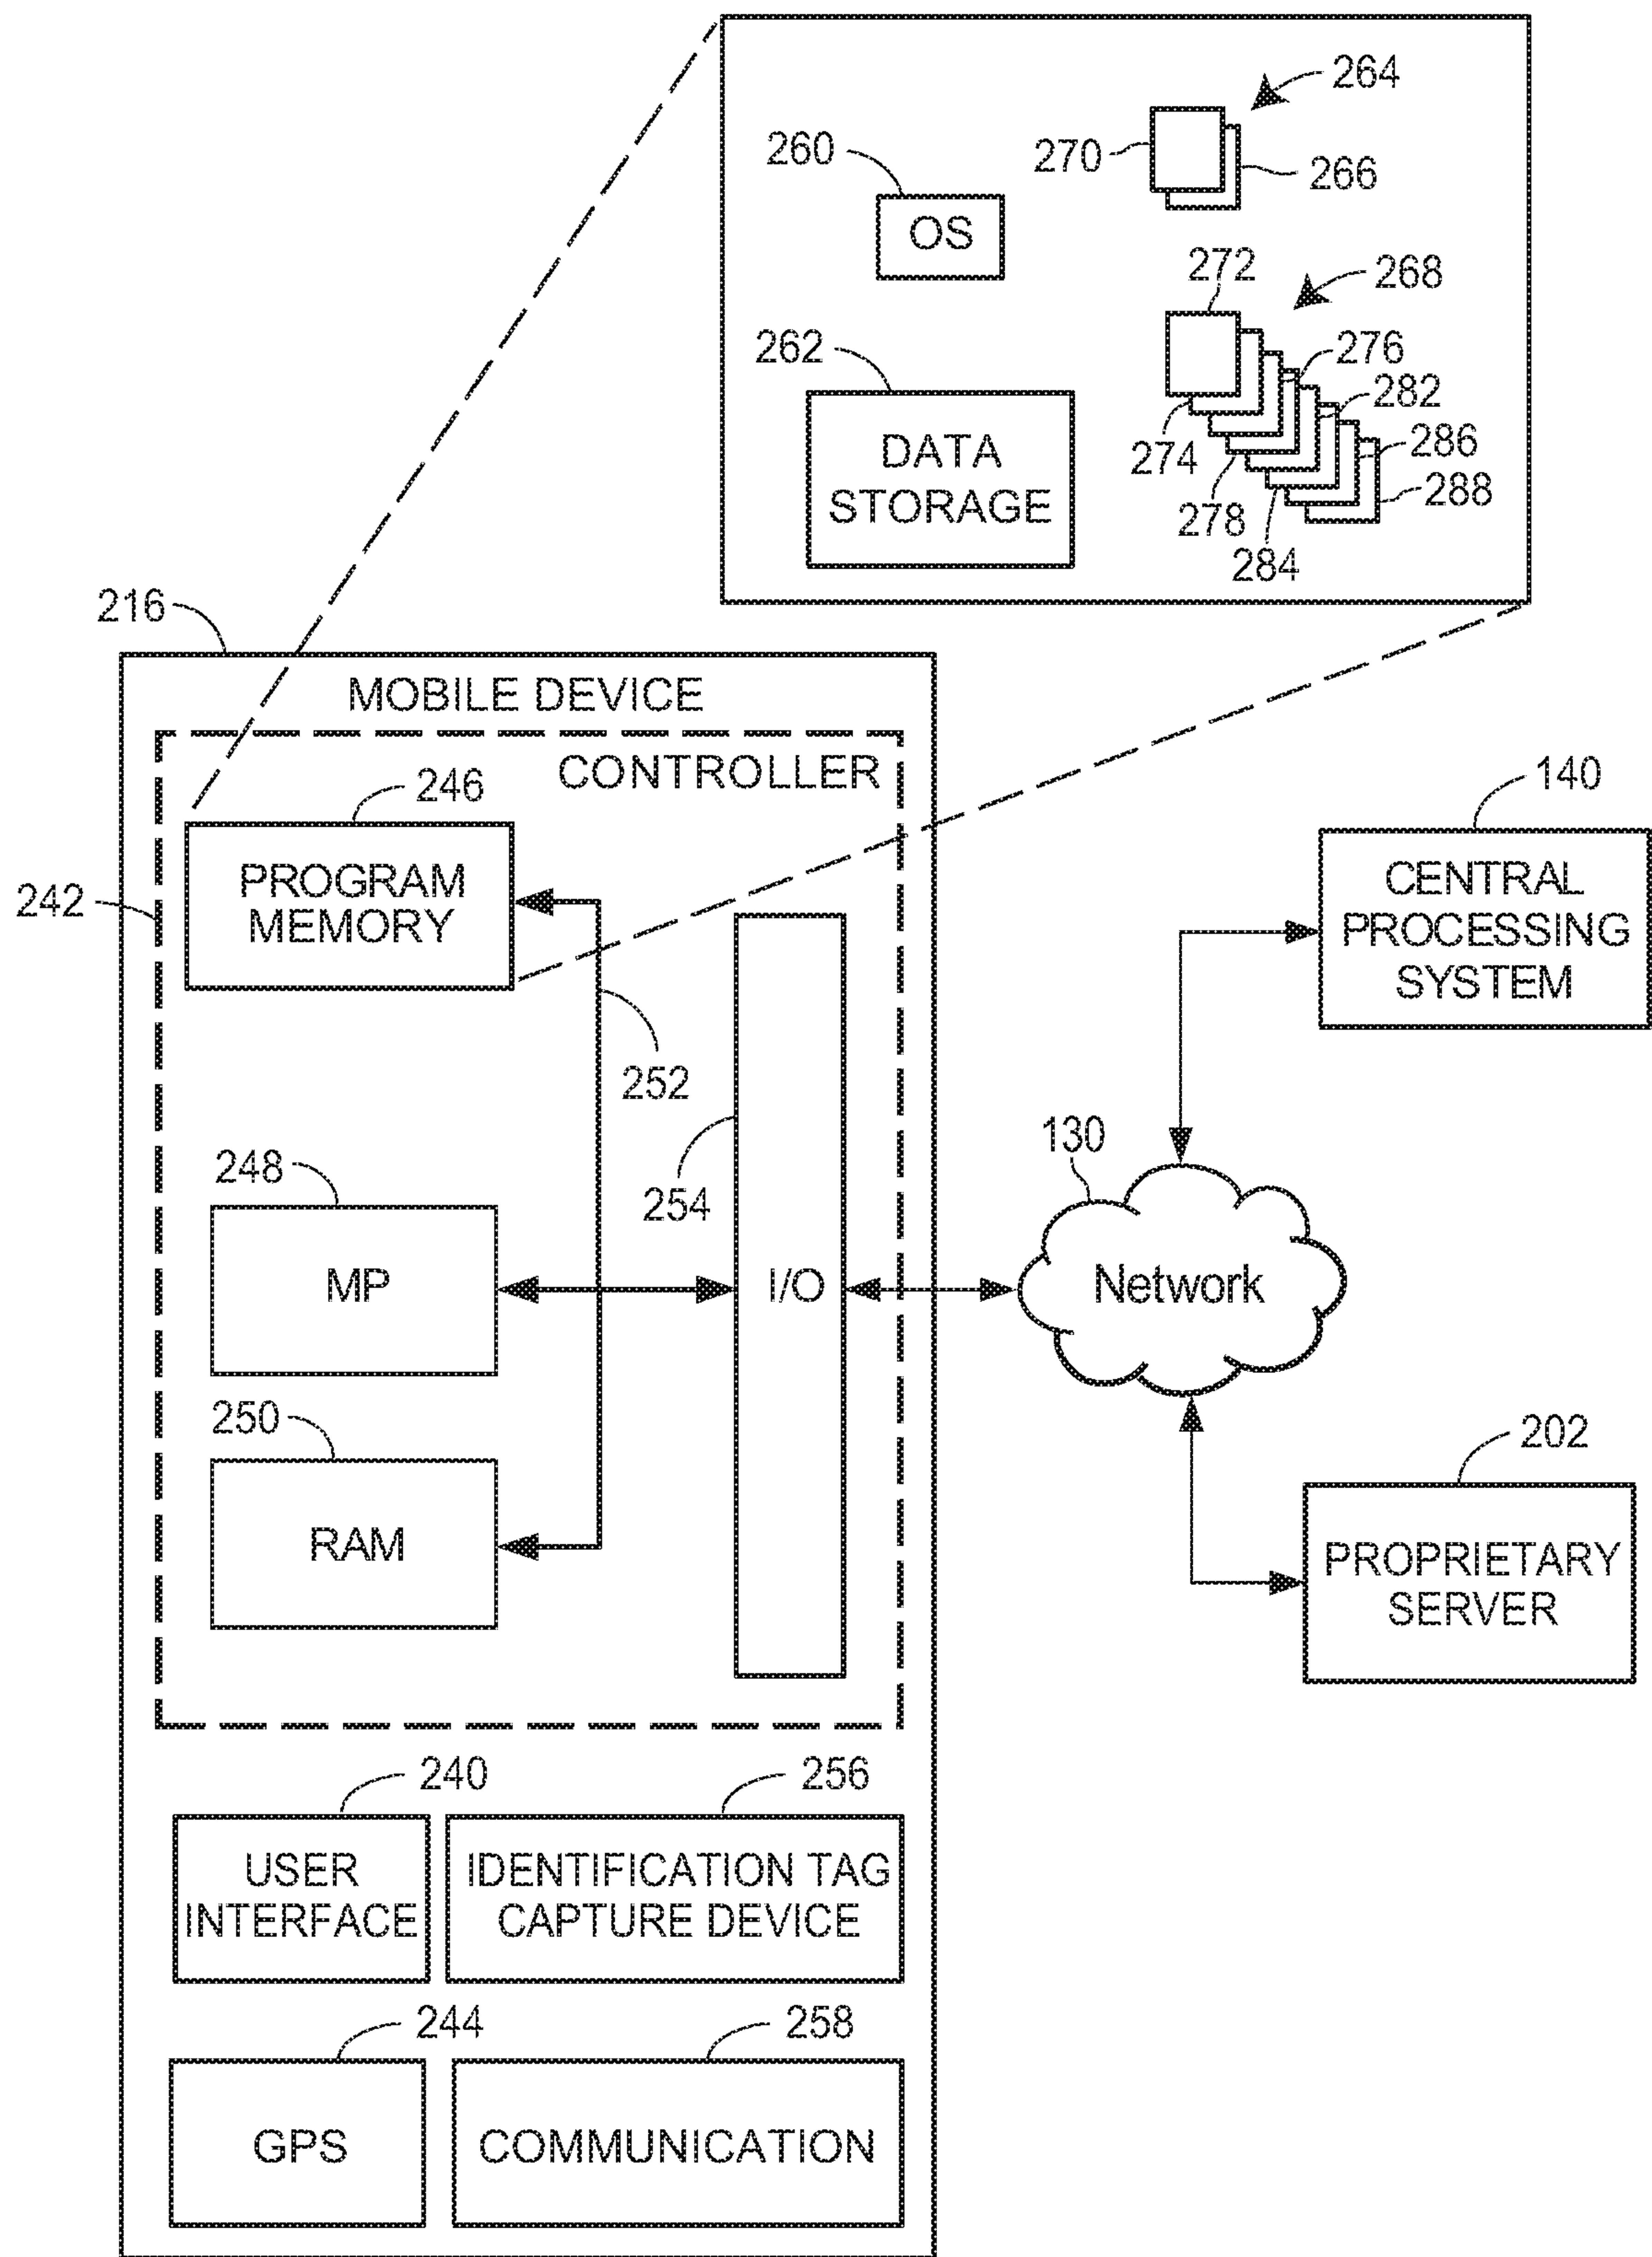 264
260
270
266
OS
272
268
262
276
282
DATA
STORAGE
274
286
278
288
284
216
MOBILE DEVICE
CONTROLLER
246
140
PROGRAM
MEMORY
242
CENTRAL
PROCESSING
SYSTEM
252
130
248
254
MP
I/O
Network
250
202
RAM
PROPRIETARY
SERVER
240
256
USER
INTERFACE
IDENTIFICATION TAG
CAPTURE DEVICE
244
258
GPS
COMMUNICATION